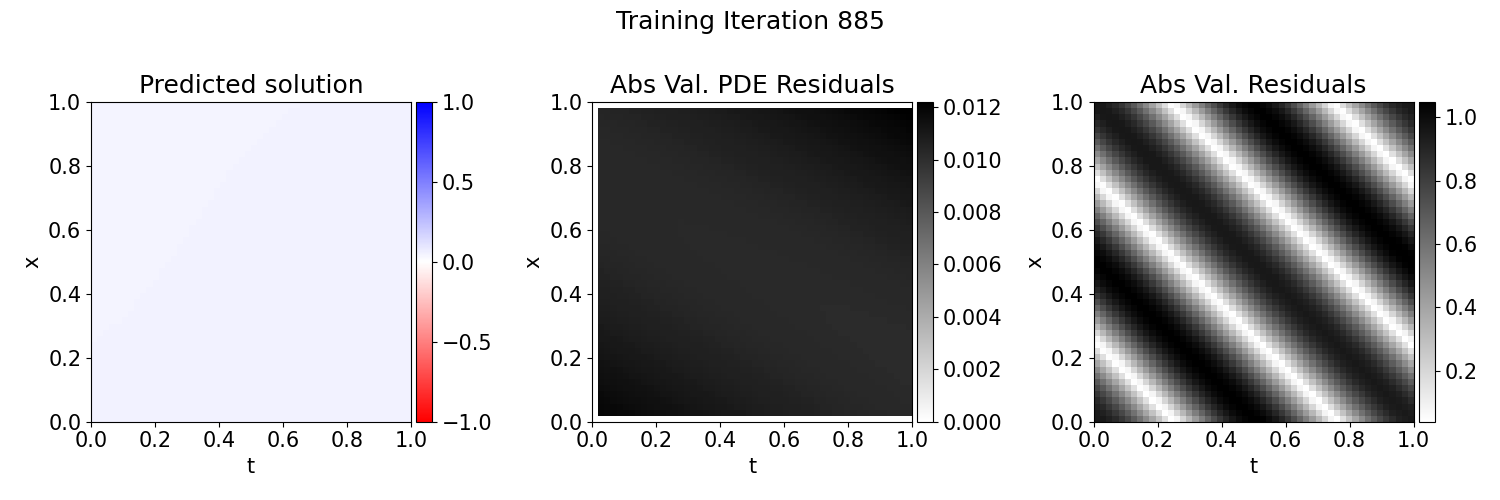 Training Iteration 885
Predicted solution
1.0
0.8
0.6
0.4
0.2
0.0
x
0.0 0.2 0.4 0.6 0.8 1.0
t
1.0
0.5
0.0
−0.5
−1.0
Abs Val. PDE Residuals
1.0
0.8
0.6
0.4
0.2
0.0
x
0.0 0.2 0.4 0.6 0.8 1.0
t
0.012
0.010
0.008
0.006
0.004
0.002
0.000
Abs Val. Residuals
1.0
0.8
0.6
0.4
0.2
0.0
x
0.0 0.2 0.4 0.6 0.8 1.0
t
1.0
0.8
0.6
0.4
0.2